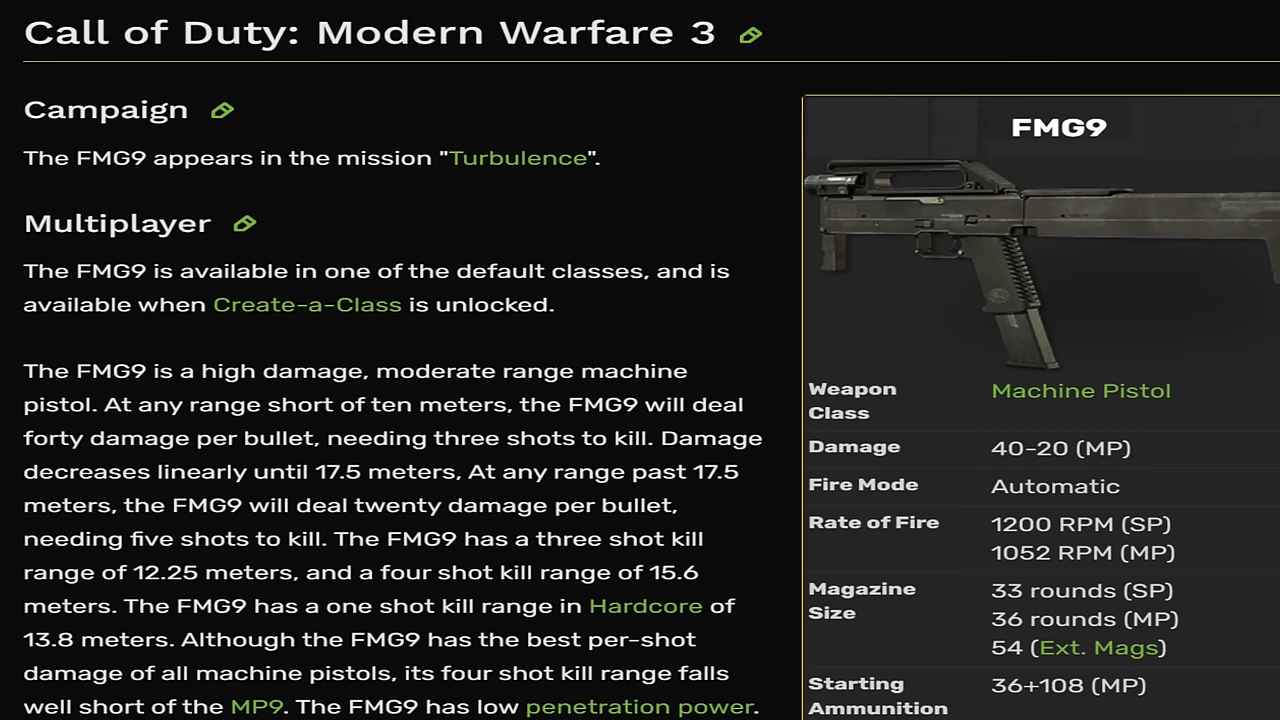 Call of Duty: Modern Warfare 3
Campaign
The FMG9 appears in the mission "Turbulence".
Multiplayer
The FMG9 is available in one of the default classes, and is
available when Create-a-Class is unlocked.
The FMG9 is a high damage, moderate range machine
pistol. At any range short of ten meters, the FMG9 will deal
forty damage per bullet, needing three shots to kill. Damage
decreases linearly until 17.5 meters, At any range past 17.5
meters, the FMG9 will deal twenty damage per bullet,
needing five shots to kill. The FMG9 has a three shot kill
range of 12.25 meters, and a four shot kill range of 15.6
meters. The FMG9 has a one shot kill range in Hardcore of
13.8 meters. Although the FMG9 has the best per-shot
damage of all machine pistols, its four shot kill range falls
well short of the MP9. The FMG9 has low penetration power.
FMG9
Weapon
Class
Machine Pistol
Damage
40-20 (MP)
Fire Mode
Automatic
Rate of Fire
1200 RPM (SP)
1052 RPM (MP)
Magazine
Size
33 rounds (SP)
36 rounds (MP)
54 (Ext. Mags)
Starting
Ammunition
36+108 (MP)